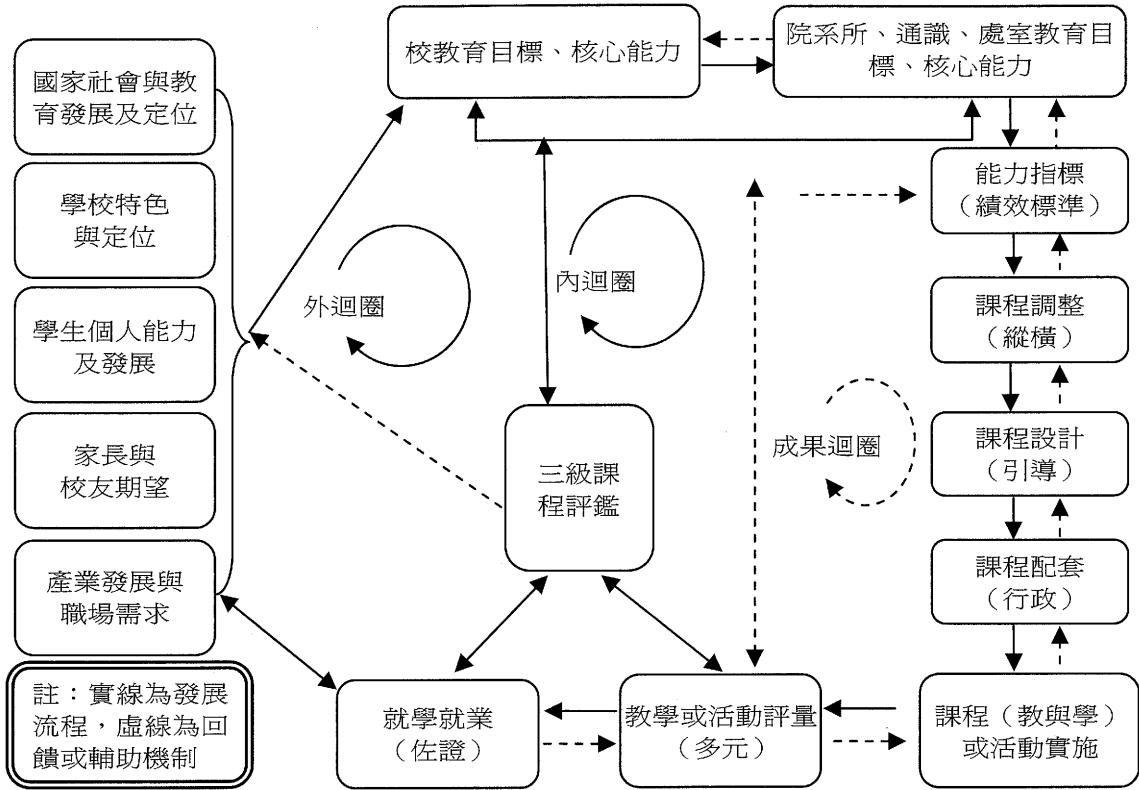 校教育目標、核心能力
院系所、通識、處室教育目
標、核心能力
國家社會與教
育發展及定位
學校特色
與定位
學生個人能力
及發展
家長與
校友期望
產業發展與
職場需求
註：實線為發展
流程，虛線為回
饋或輔助機制
外迴圈
內迴圈
成果迴圈
三級課
程評鑑
能力指標
（績效標準）
課程調整
（縱橫）
課程設計
（引導）
課程配套
（行政）
就學就業
（佐證）
教學或活動評量
（多元）
課程（教與學）
或活動實施